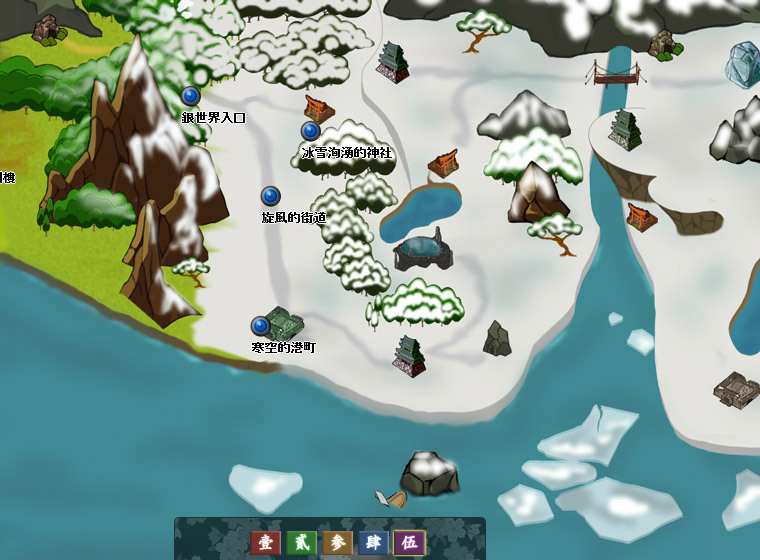 銀世界入口
冰雪洶湧的神社
旋風的街道
寒空的港町
壹 貳 參 肆 伍